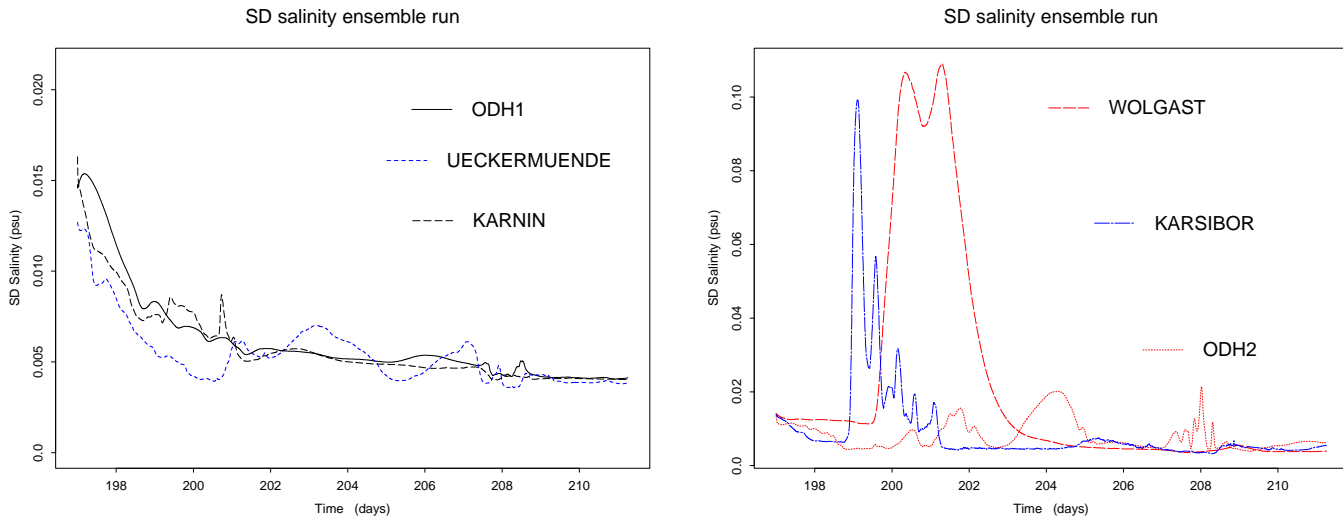 SD salinity ensemble run
SD Salinity (psu)
0.020
0.015
0.010
0.005
0.0
ODH1
UECKERMUENDE
KARNIN
198 200 202 204 206 208 210
Time (days)
SD salinity ensemble run
SD Salinity (psu)
0.10
0.08
0.06
0.04
0.02
0.0
WOLGAST
KARSIBOR
ODH2
198 200 202 204 206 208 210
Time (days)